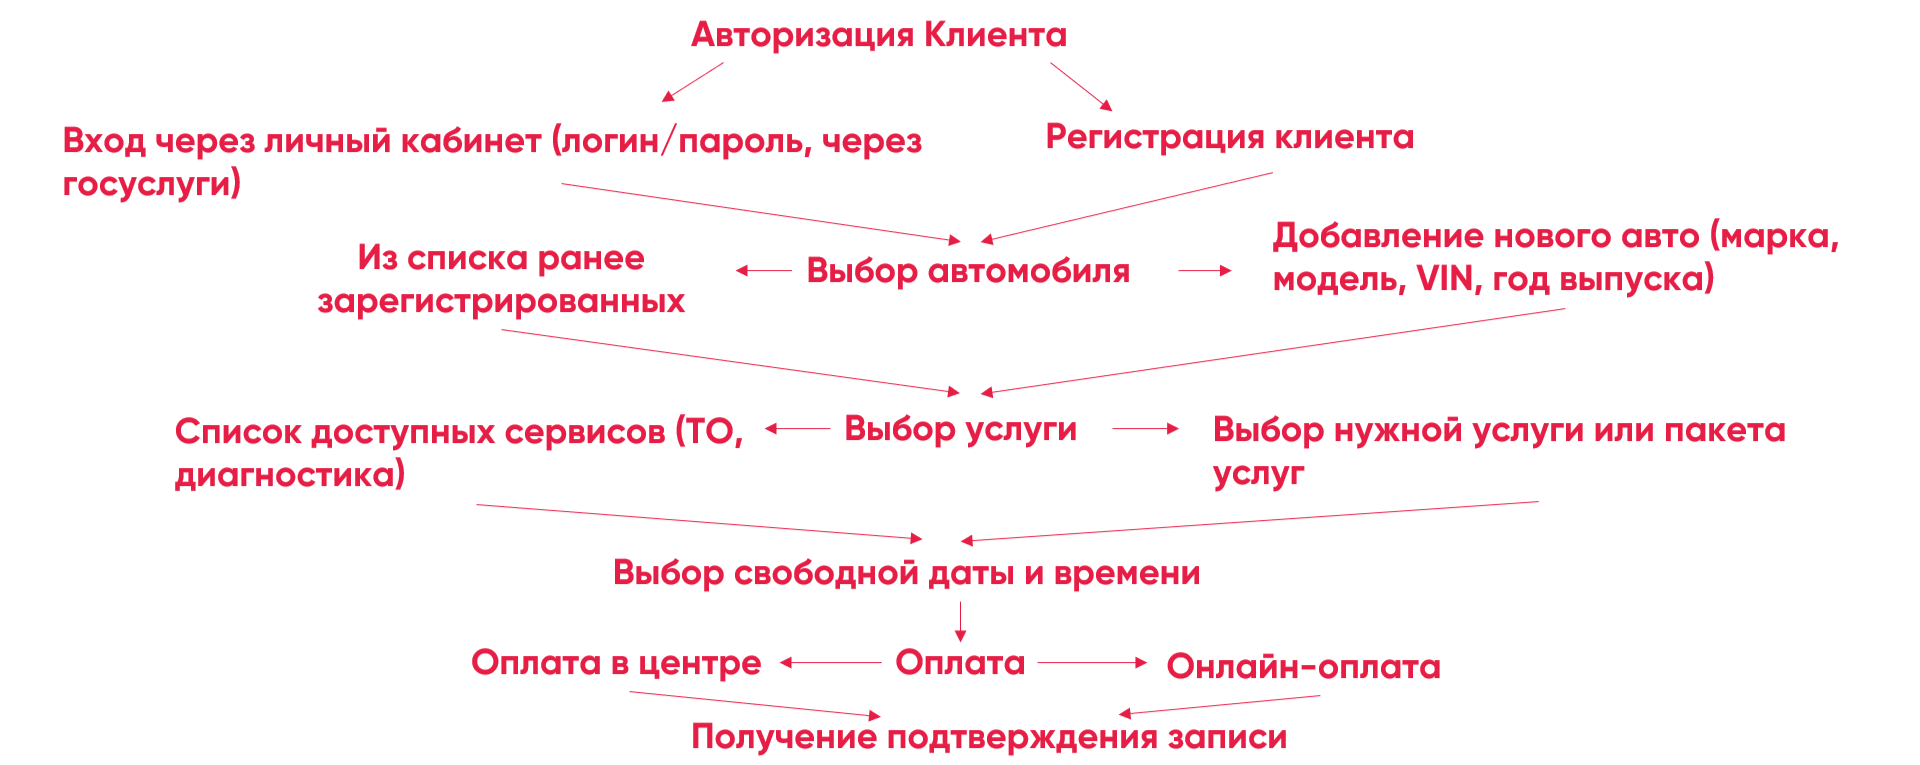 Авторизация Клиента
Вход через личный кабинет (логин/пароль, через
госуслуги)
Регистрация клиента
Из списка ранее
зарегистрированных
Выбор автомобиля
Добавление нового авто (марка,
модель, VIN, год выпуска)
Список доступных сервисов (ТО,
диагностика)
Выбор услуги
Выбор нужной услуги или пакета
услуг
Выбор свободной даты и времени
Оплата в центре
Оплата
Онлайн-оплата
Получение подтверждения записи